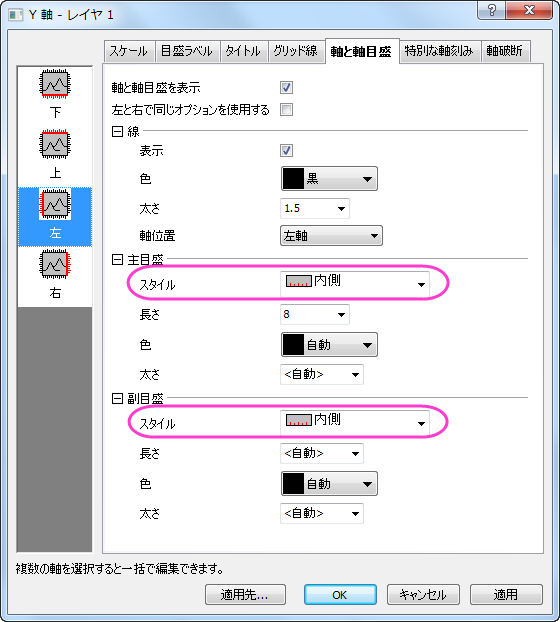 Y 軸 - レイヤ 1
スケール 目盛ラベル タイトル グリッド線 軸と軸目盛 特別な軸刻み 軸破断
下
上
左
右
軸と軸目盛を表示
左と右で同じオプションを使用する
線
表示
色 黒
太さ 1.5
軸位置 左軸
主目盛
スタイル 内側
長さ 8
色 自動
太さ <自動>
副目盛
スタイル 内側
長さ <自動>
色 自動
太さ <自動>
複数の軸を選択すると一括で編集できます。
適用先... OK キャンセル 適用